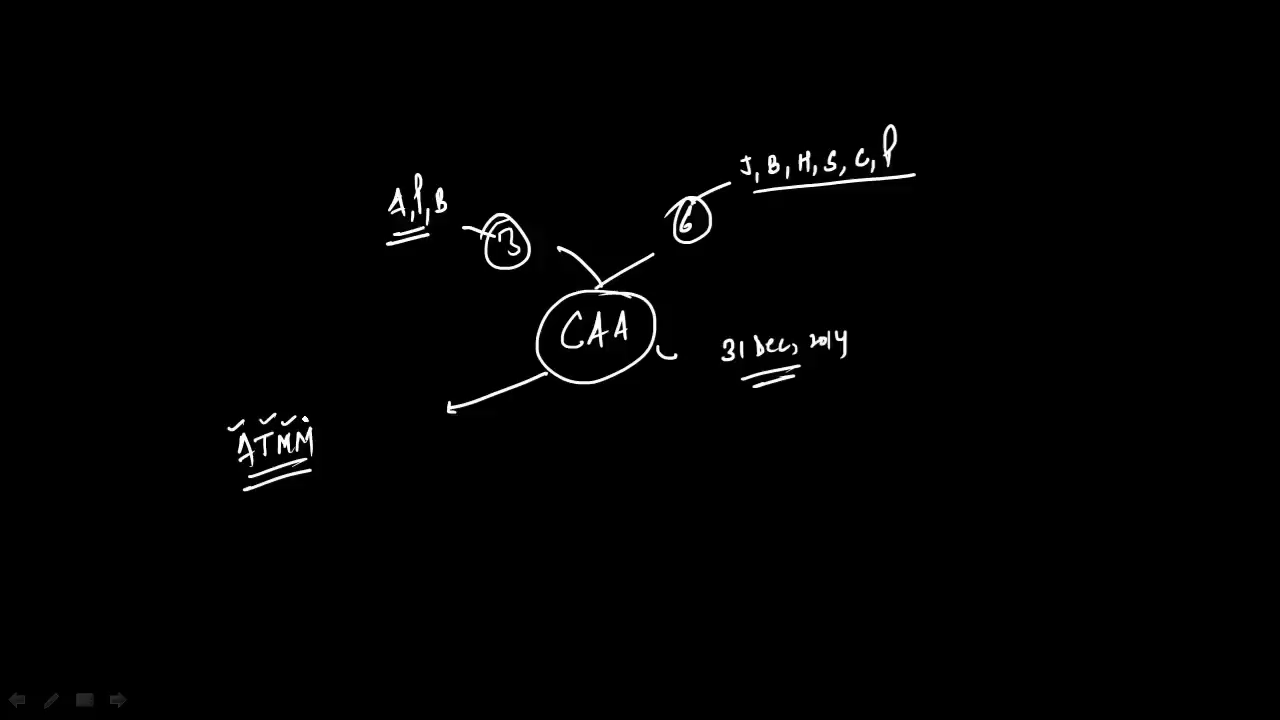 J, B, H, S, C, P
A, P, B
6
3
CAA
31 Dec, 2014
ATMM